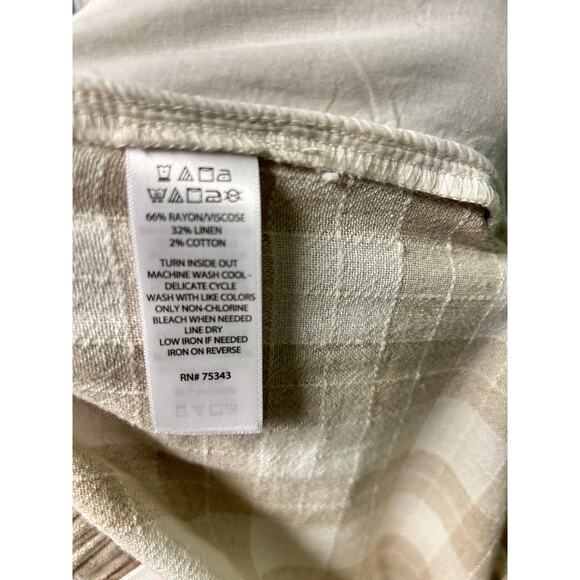 66% RAYON/VISCOSE
32% LINEN
2% COTTON
TURN INSIDE OUT
MACHINE WASH COOL -
DELICATE CYCLE
WASH WITH LIKE COLORS
ONLY NON-CHLORINE
BLEACH WHEN NEEDED
LINE DRY
LOW IRON IF NEEDED
IRON ON REVERSE
RN# 75343